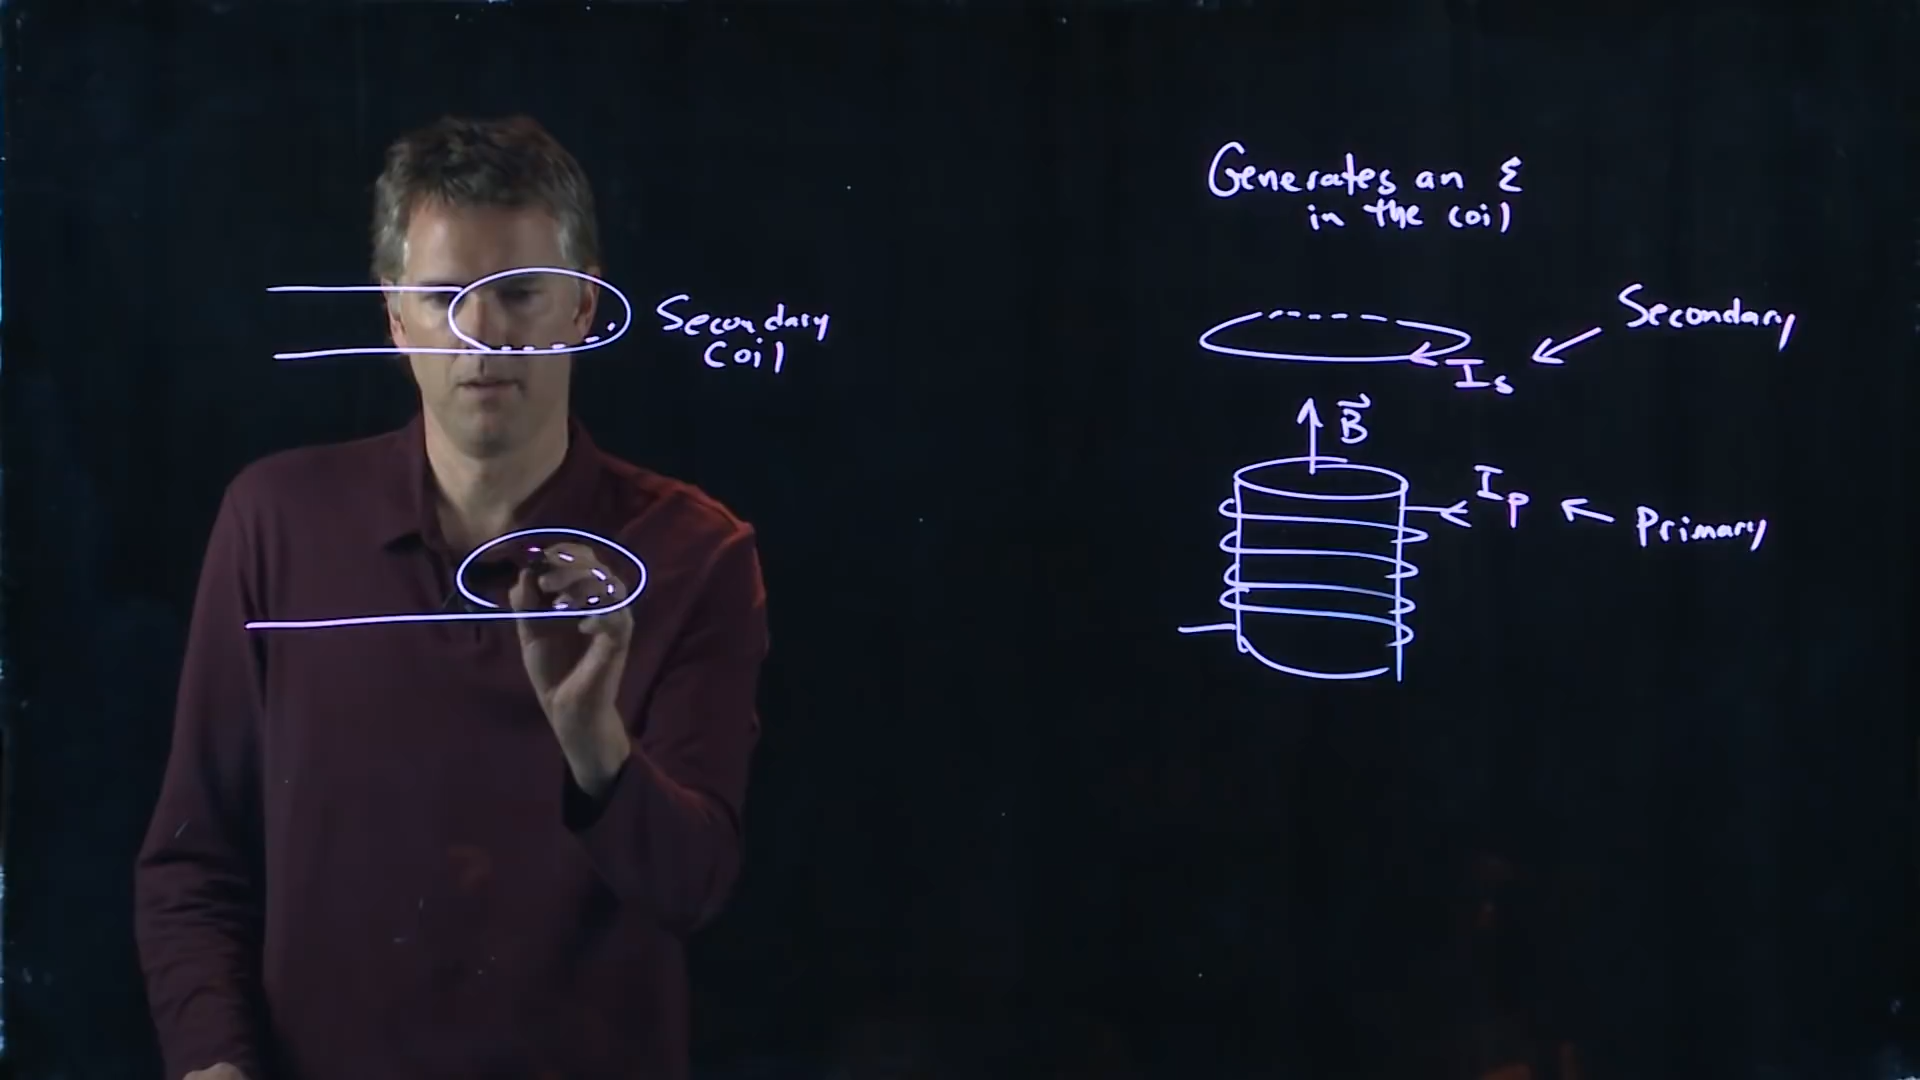 Generates an ε
in the coil
Secondary
Coil
Secondary
Is
B
Ip
Primary